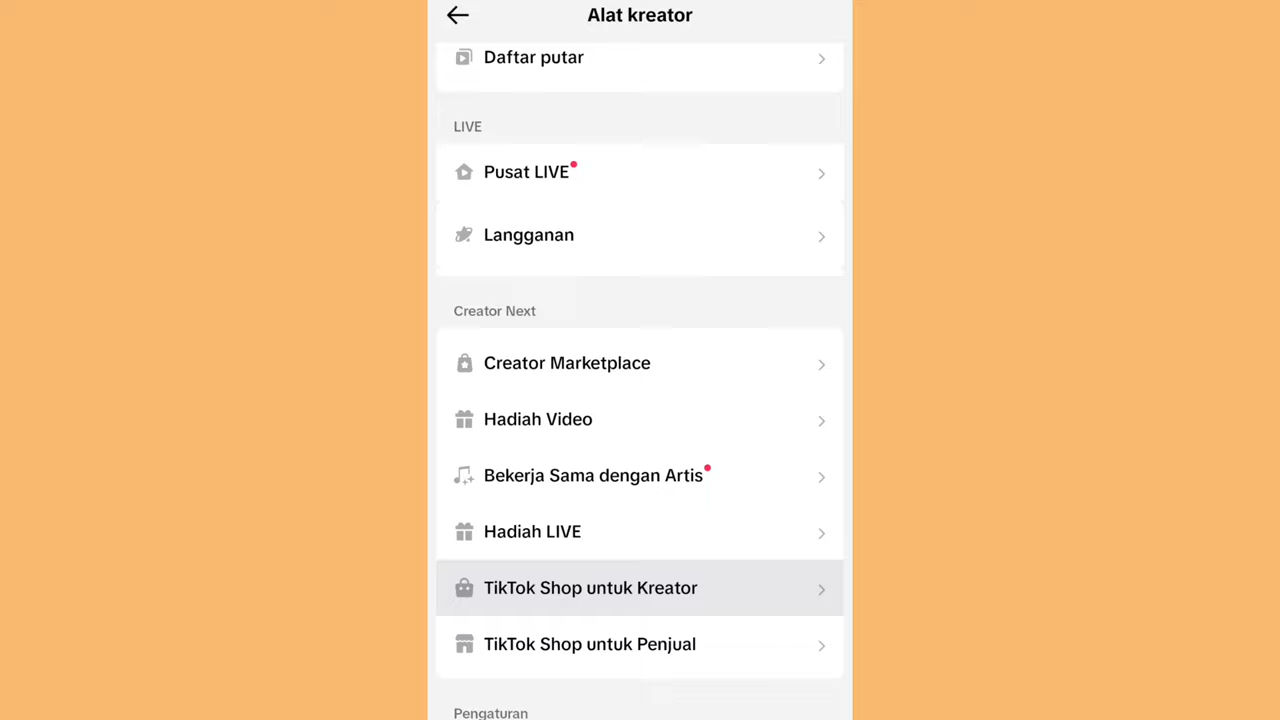 Alat kreator
Daftar putar
LIVE
Pusat LIVE
Langganan
Creator Next
Creator Marketplace
Hadiah Video
Bekerja Sama dengan Artis
Hadiah LIVE
TikTok Shop untuk Kreator
TikTok Shop untuk Penjual
Pengaturan